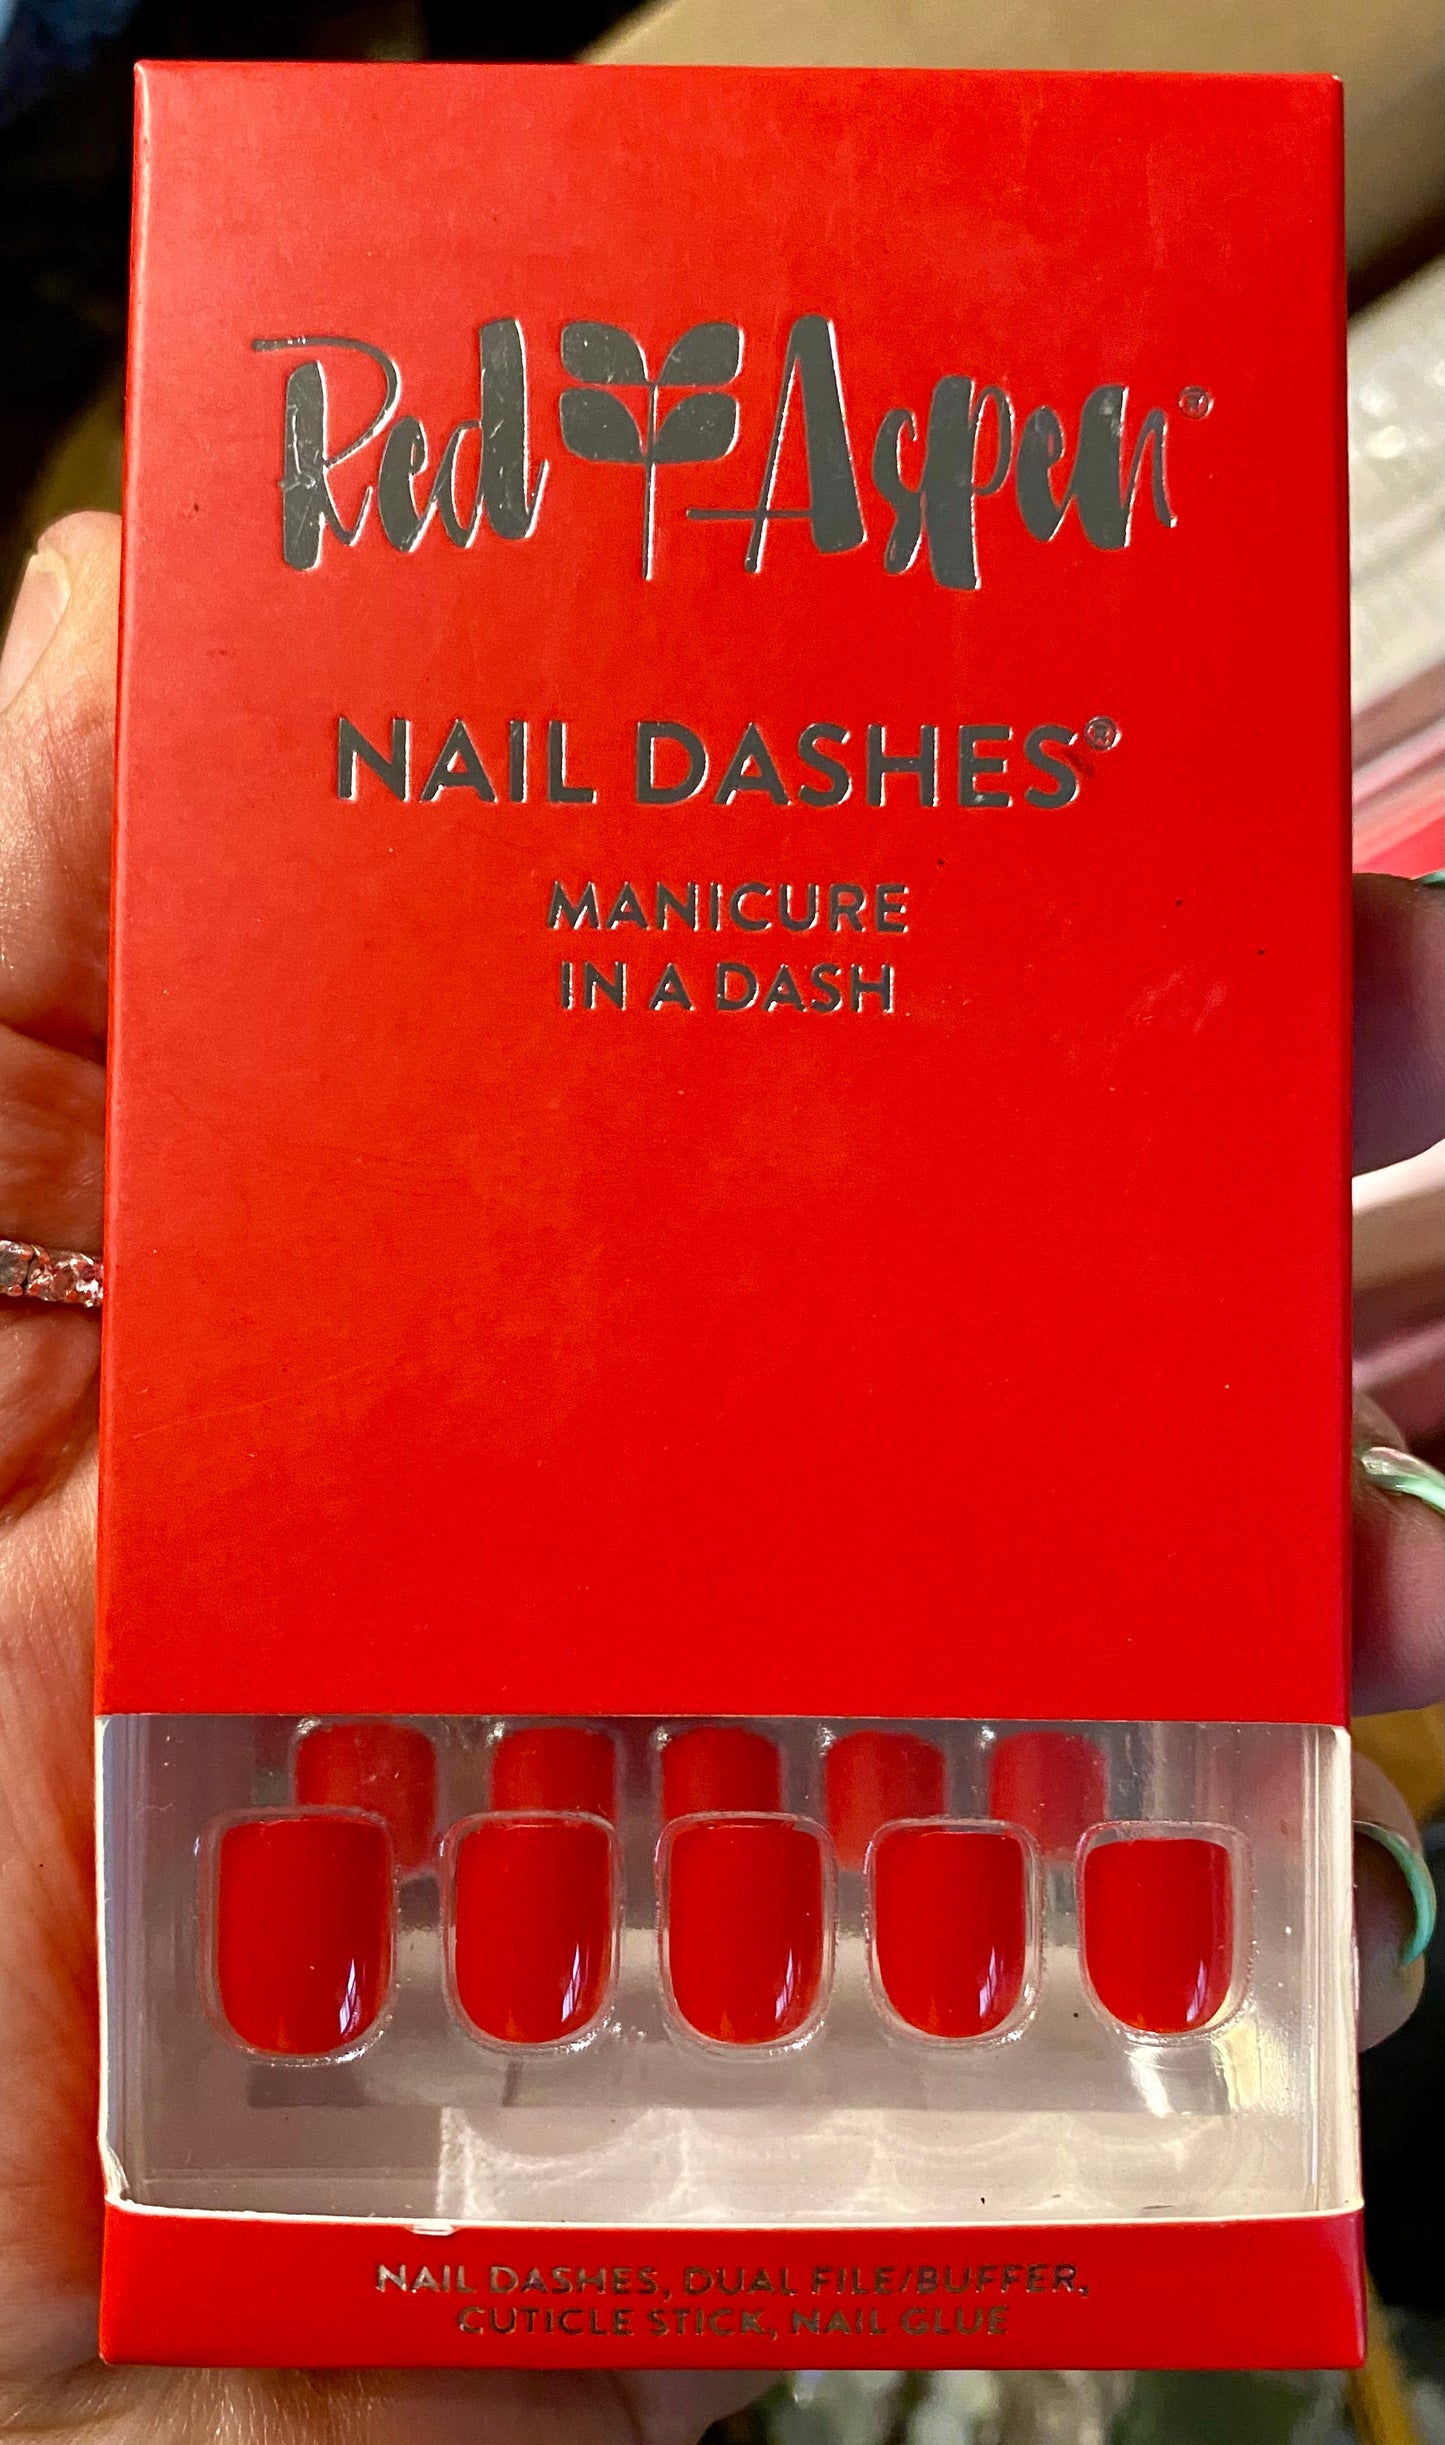 Red Aspen®
NAIL DASHES®
MANICURE
IN A DASH
NAIL DASHES, DUAL FILE/BUFFER,
CUTICLE STICK, NAIL GLUE